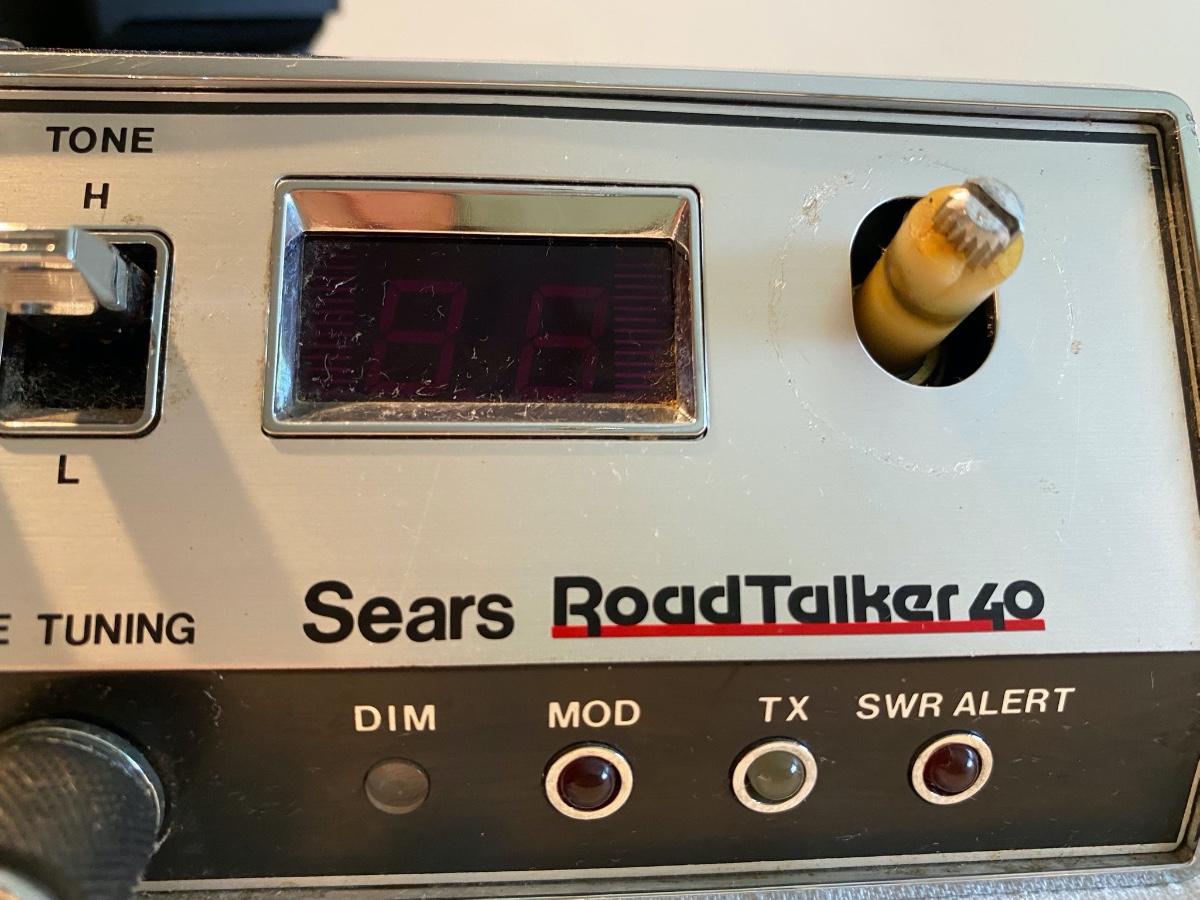 TONE
H
L
E TUNING
Sears RoadTalker 40
DIM MOD TX SWR ALERT